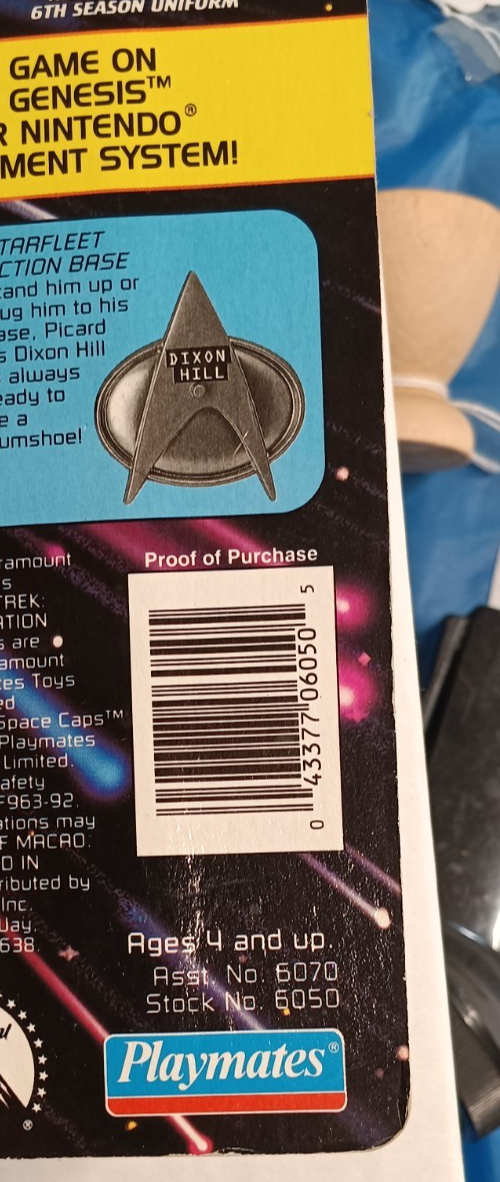 6TH SEASON UNIFORM
GAME ON
GENESIS™
R NINTENDO®
MENT SYSTEM!
TARFLEET
CTION BASE
tand him up or
ug him to his
ase, Picard
s Dixon Hill
always
eady to
e a
umshoe!
DIXON
HILL
ramount
s
TREK:
ATION
s are
amount
tes Toys
ed
Space Caps™
Playmates
Limited.
afety
F963-92.
ations may
F MACAO.
D IN
ributed by
Inc.
Way,
638.
Proof of Purchase
0 43377 06050 5
Ages 4 and up.
Asst. No. 6070
Stock No. 6050
Playmates®
®